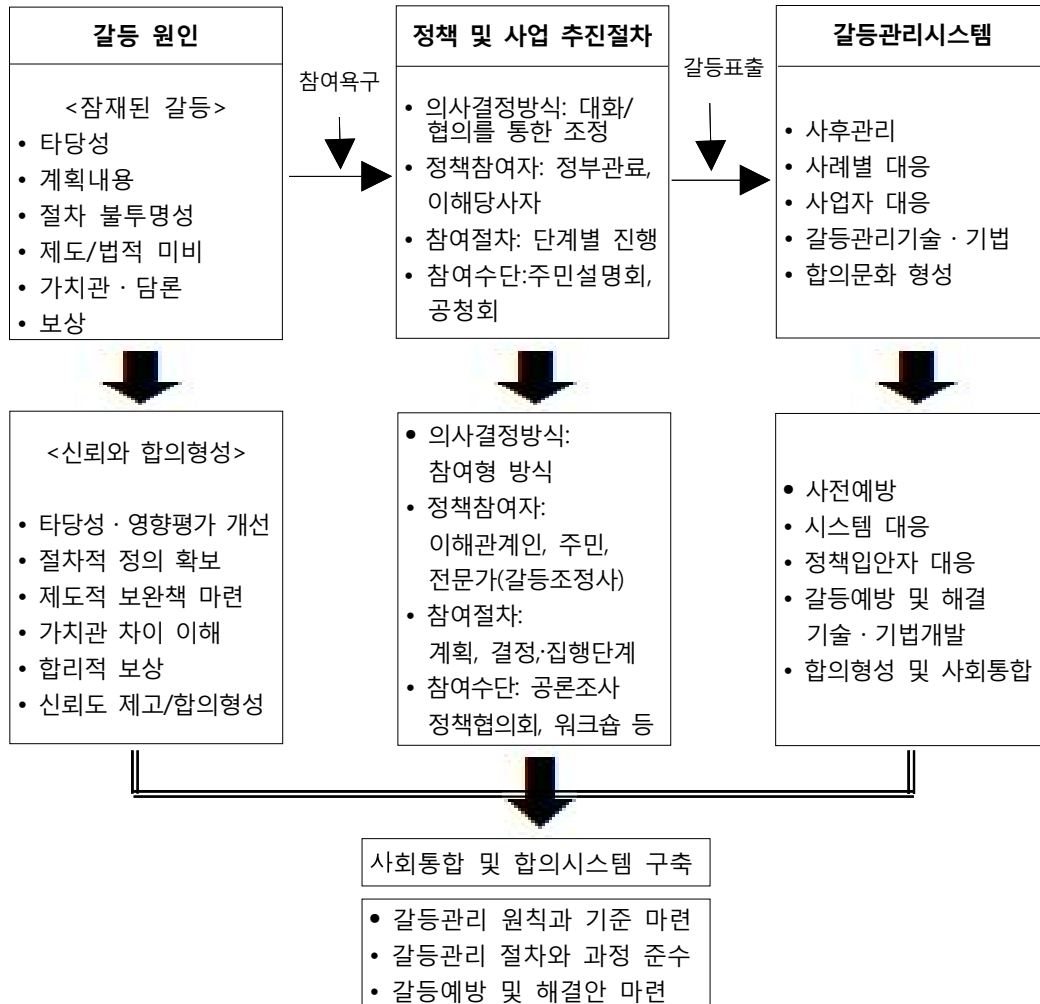 갈등 원인
<잠재된 갈등>
• 타당성
• 계획내용
• 절차 불투명성
• 제도/법적 미비
• 가치관 · 담론
• 보상
참여욕구
정책 및 사업 추진절차
• 의사결정방식: 대화/
협의를 통한 조정
• 정책참여자: 정부관료,
이해당사자
• 참여절차: 단계별 진행
• 참여수단:주민설명회,
공청회
갈등표출
갈등관리시스템
• 사후관리
• 사례별 대응
• 사업자 대응
• 갈등관리기술 · 기법
• 합의문화 형성
<신뢰와 합의형성>
• 타당성 · 영향평가 개선
• 절차적 정의 확보
• 제도적 보완책 마련
• 가치관 차이 이해
• 합리적 보상
• 신뢰도 제고/합의형성
• 의사결정방식:
참여형 방식
• 정책참여자:
이해관계인, 주민,
전문가(갈등조정사)
• 참여절차:
계획, 결정,·집행단계
• 참여수단: 공론조사
정책협의회, 워크숍 등
• 사전예방
• 시스템 대응
• 정책입안자 대응
• 갈등예방 및 해결
기술 · 기법개발
• 합의형성 및 사회통합
사회통합 및 합의시스템 구축
• 갈등관리 원칙과 기준 마련
• 갈등관리 절차와 과정 준수
• 갈등예방 및 해결안 마련